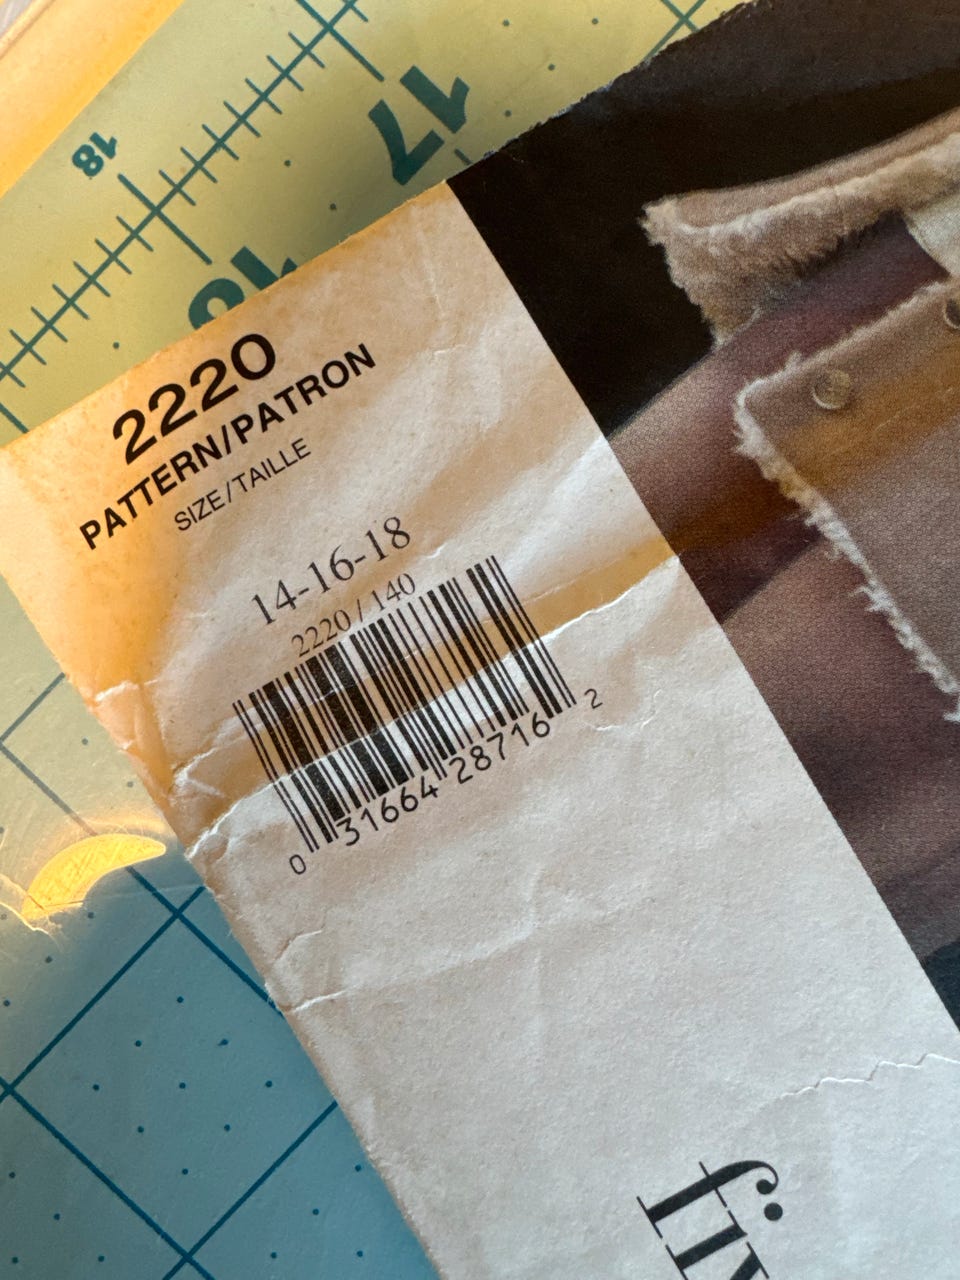 18
17
2220
PATTERN/PATRON
SIZE/TAILLE
14-16-18
2220 / 140
0 31664 28716 2